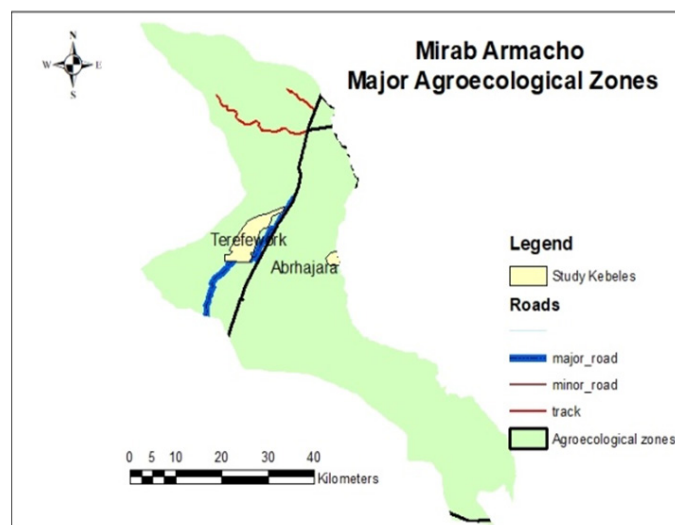 Mirab Armacho
Major Agroecological Zones
N
W E
S
Terefework
Abrhajara
Legend
Study Kebeles
Roads
major_road
minor_road
track
Agroecological zones
0 5 10 20 30 40
Kilometers